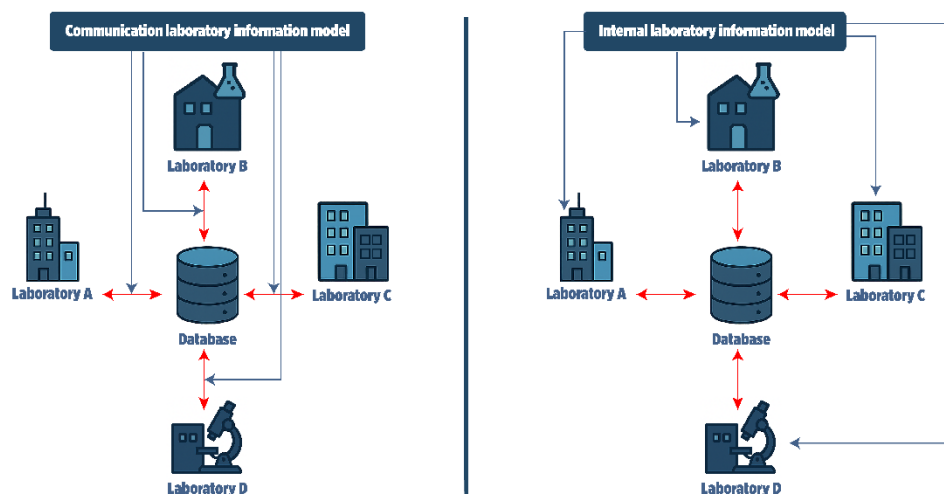 Communication laboratory information model
Laboratory B
Laboratory A
Laboratory C
Database
Laboratory D
Internal laboratory information model
Laboratory B
Laboratory A
Laboratory C
Database
Laboratory D